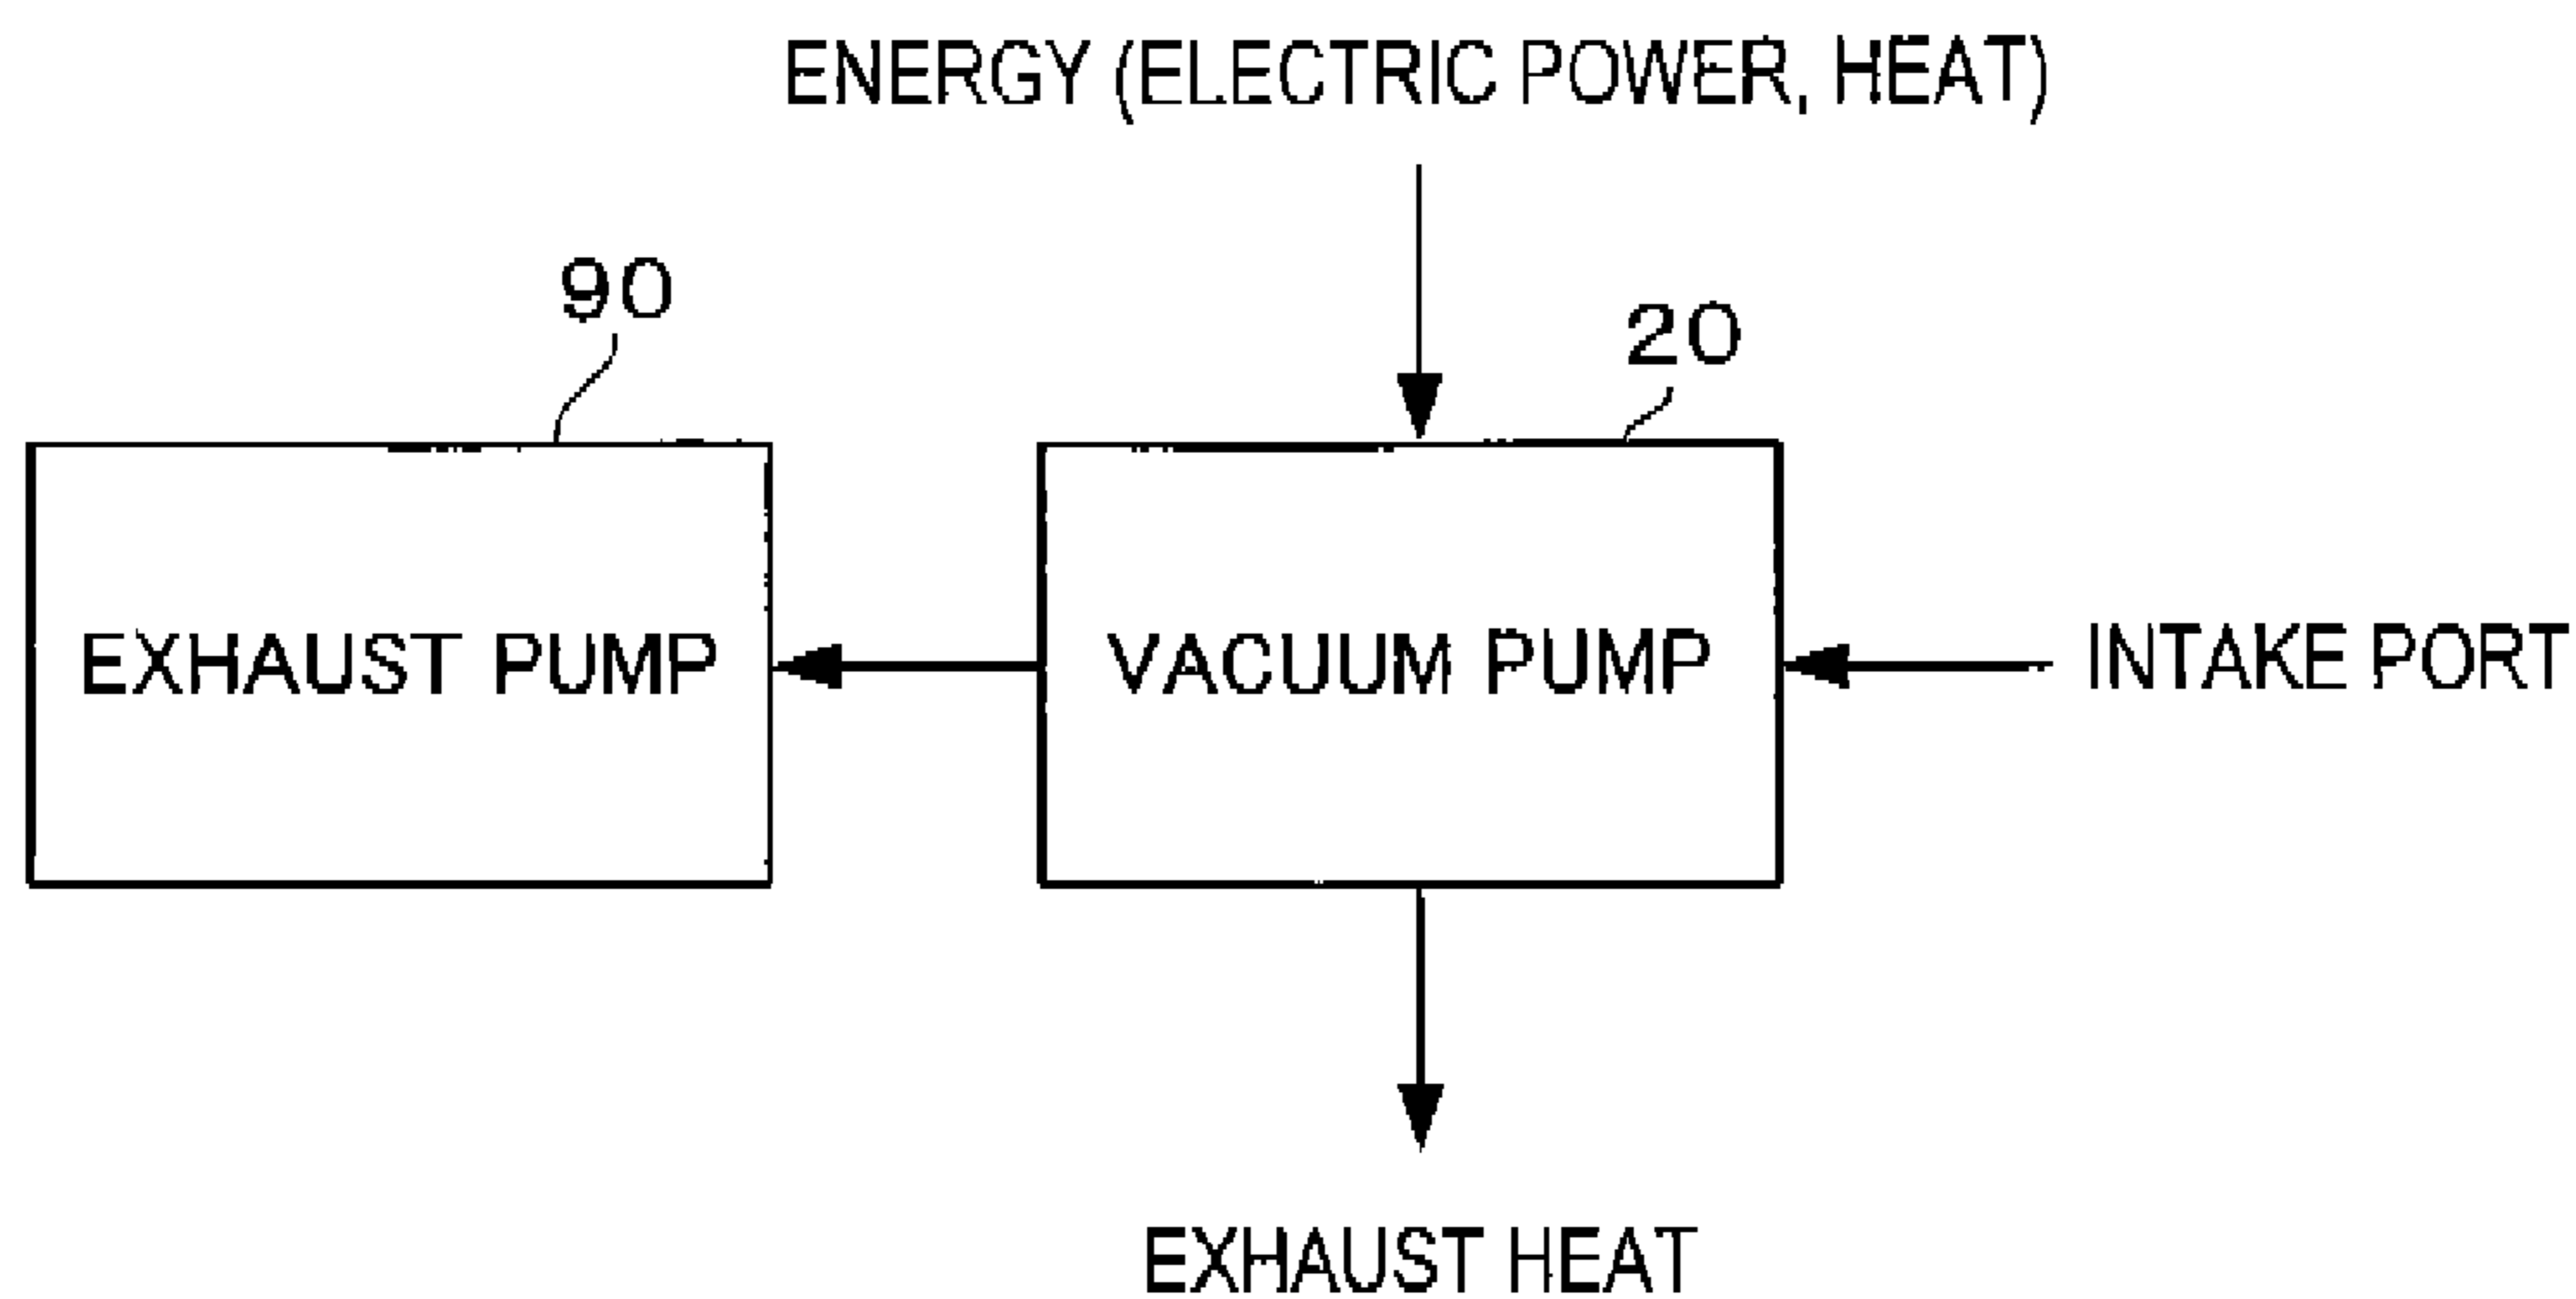 ENERGY (ELECTRIC POWER, HEAT)
90
20
EXHAUST PUMP
VACUUM PUMP
INTAKE PORT
EXHAUST HEAT